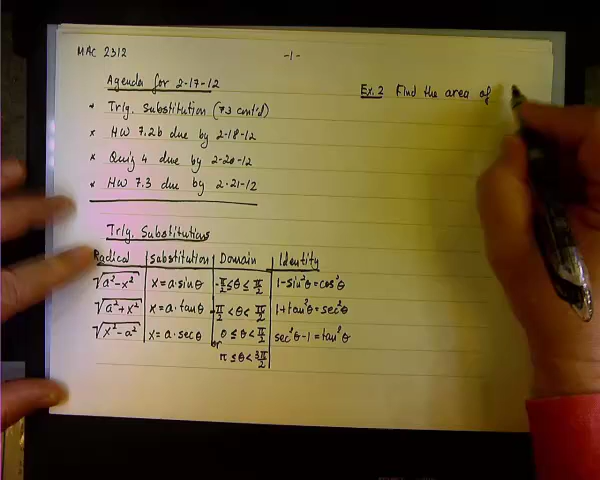 MAC 2312
-1-
Agenda for 2-17-12
* Trig. Substitution (7.3 cont'd)
* HW 7.2b due by 2-18-12
* Quiz 4 due by 2-20-12
* HW 7.3 due by 2-21-12
Trig. Substitutions
Radical | Substitution | Domain | Identity
√(a²-x²) | x = a·sinθ | -π/2 ≤ θ ≤ π/2 | 1-sin²θ = cos²θ
√(a²+x²) | x = a·tanθ | -π/2 < θ < π/2 | 1+tan²θ = sec²θ
√(x²-a²) | x = a·secθ | 0 ≤ θ < π/2 | sec²θ-1 = tan²θ
or π ≤ θ < 3π/2
Ex. 2 Find the area of